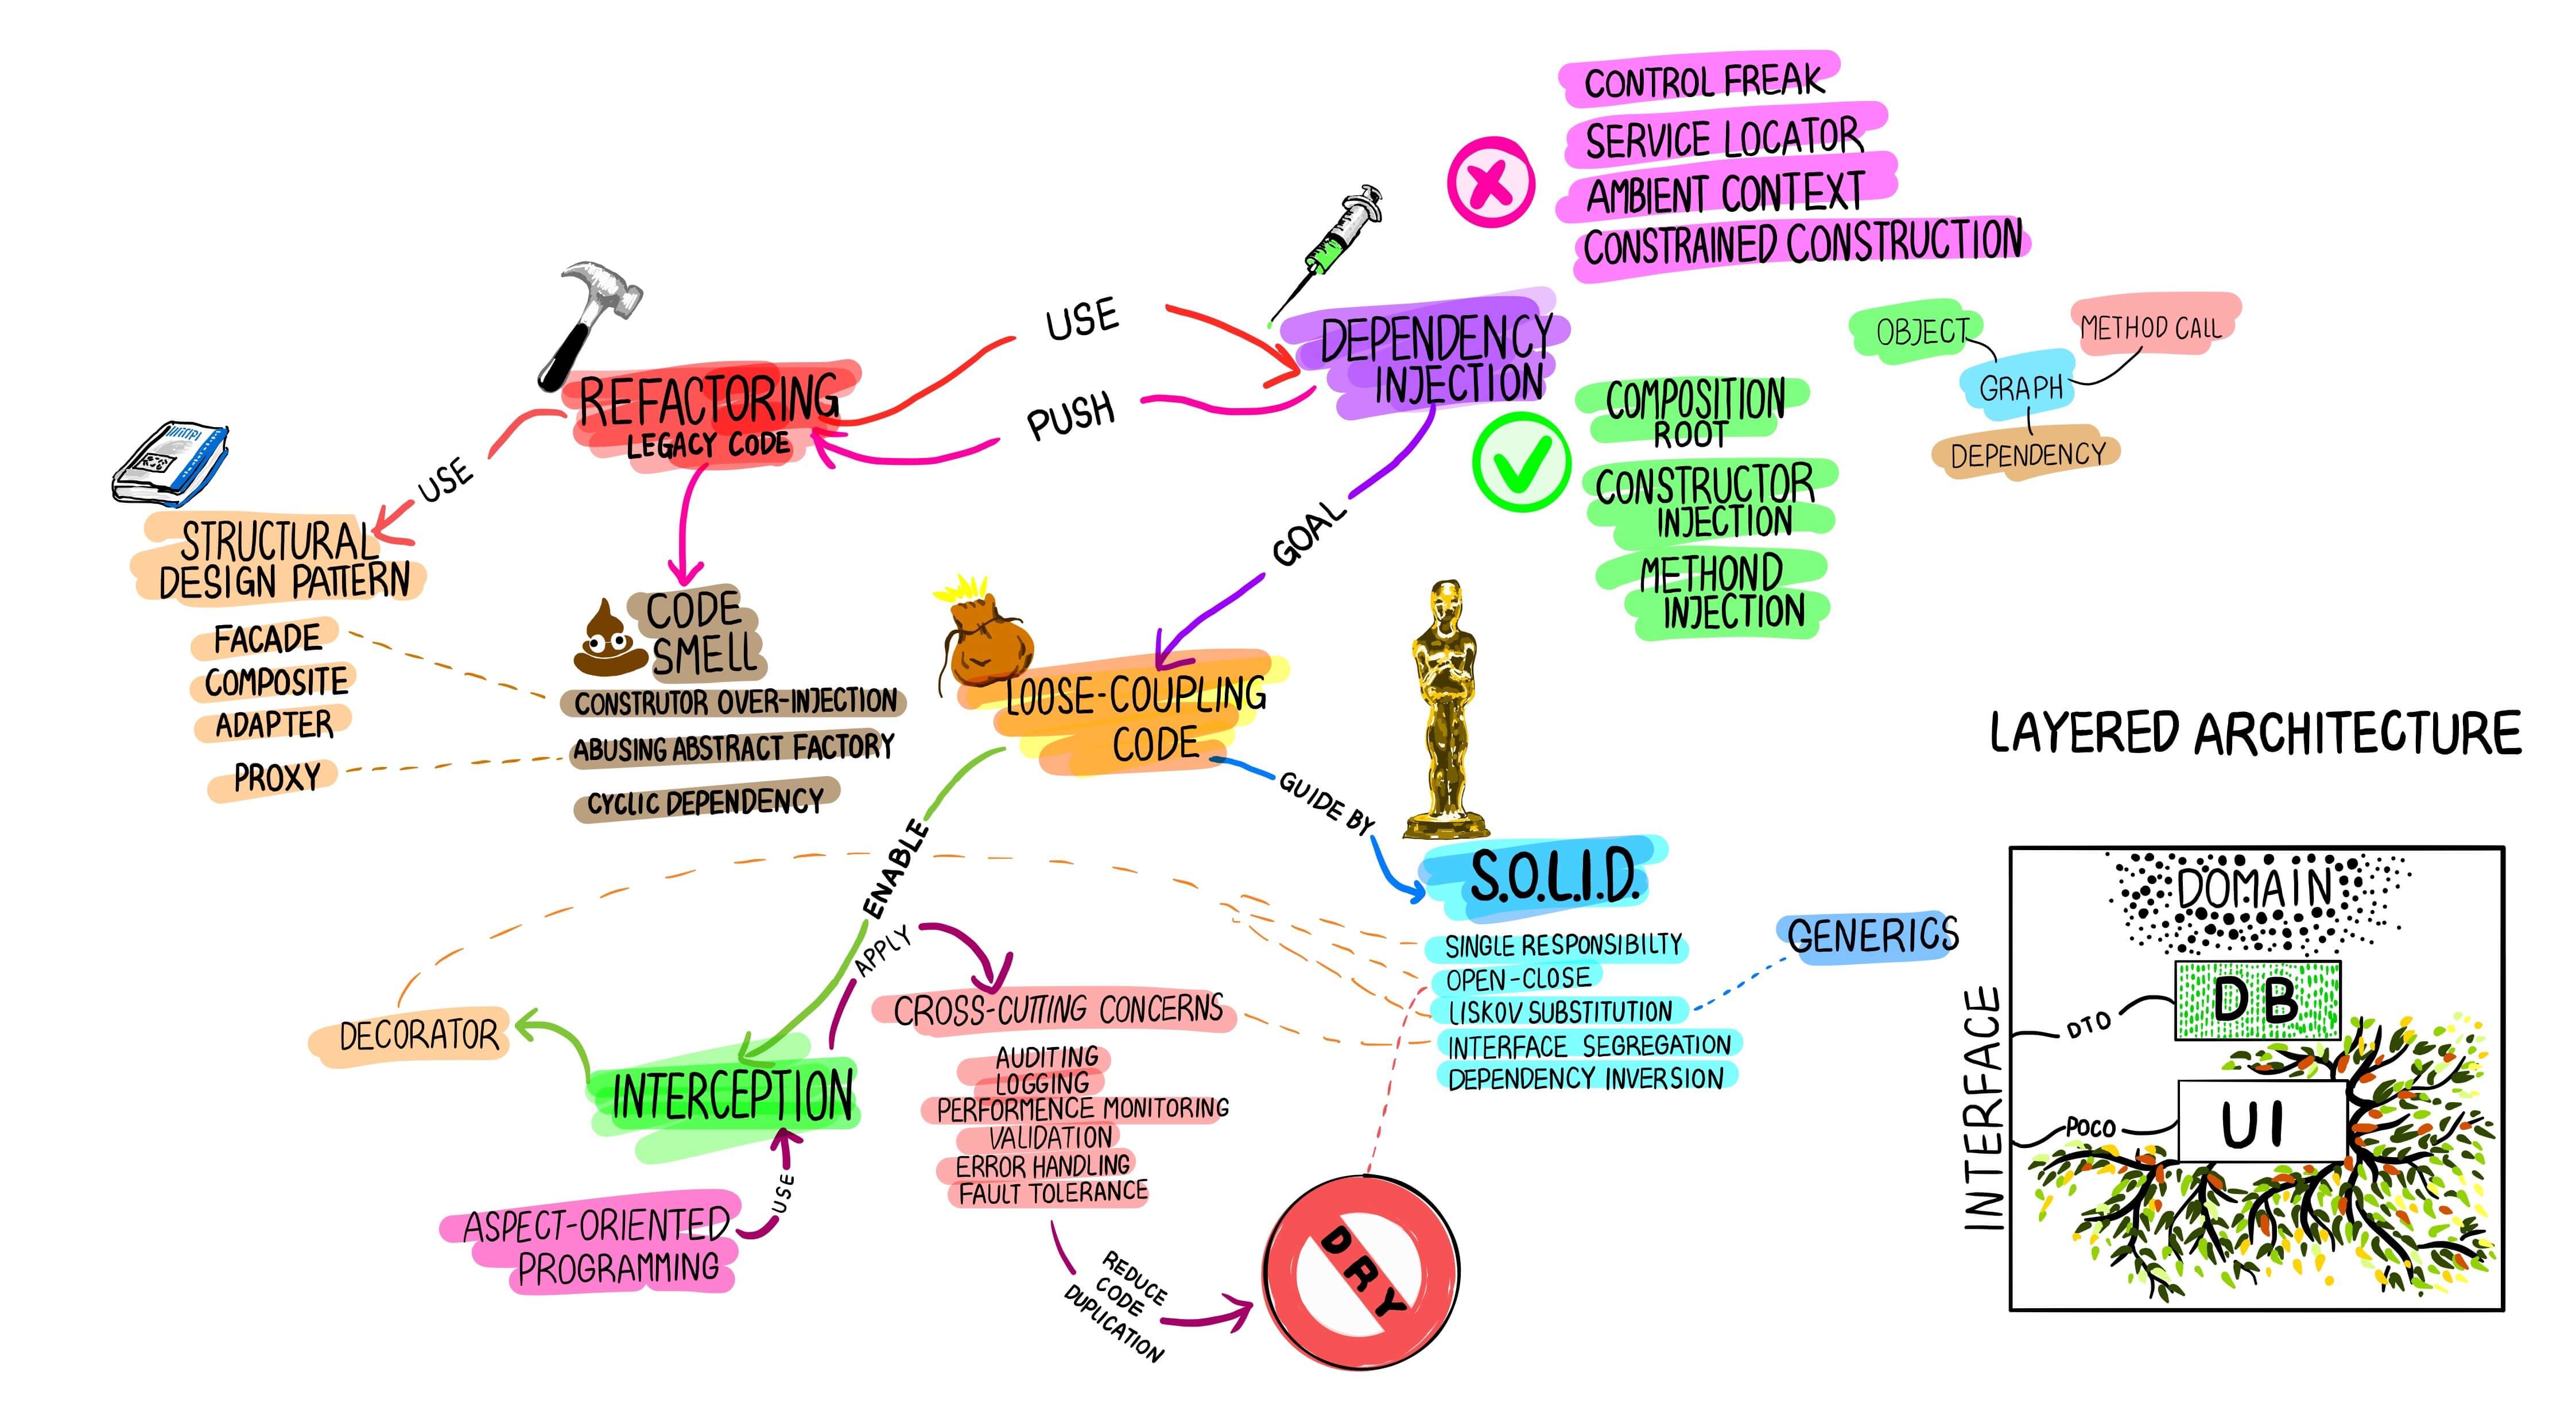 CONTROL FREAK
SERVICE LOCATOR
AMBIENT CONTEXT
CONSTRAINED CONSTRUCTION
USE
DEPENDENCY
INJECTION
PUSH
REFACTORING
LEGACY CODE
USE
STRUCTURAL
DESIGN PATTERN
FACADE
COMPOSITE
ADAPTER
PROXY
CODE
SMELL
CONSTRUTOR OVER-INJECTION
ABUSING ABSTRACT FACTORY
CYCLIC DEPENDENCY
COMPOSITION
ROOT
CONSTRUCTOR
INJECTION
METHOND
INJECTION
OBJECT
METHOD CALL
GRAPH
DEPENDENCY
GOAL
LOOSE-COUPLING
CODE
GUIDE BY
S.O.L.I.D.
SINGLE RESPONSIBILTY
OPEN-CLOSE
LISKOV SUBSTITUTION
INTERFACE SEGREGATION
DEPENDENCY INVERSION
GENERICS
ENABLE
APPLY
DECORATOR
INTERCEPTION
USE
ASPECT-ORIENTED
PROGRAMMING
CROSS-CUTTING CONCERNS
AUDITING
LOGGING
PERFORMENCE MONITORING
VALIDATION
ERROR HANDLING
FAULT TOLERANCE
REDUCE
CODE
DUPLICATION
DRY
LAYERED ARCHITECTURE
INTERFACE
DOMAIN
DTO
DB
POCO
UI